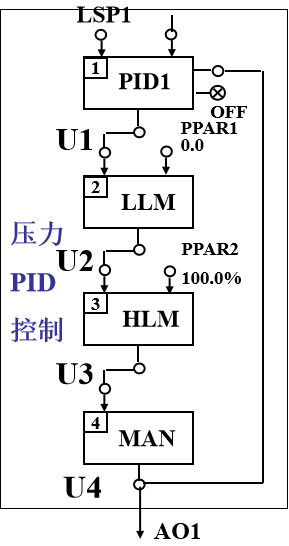 LSP1
1
PID1
OFF
U1
PPAR1
0.0
2
LLM
压力
PID
控制
U2
PPAR2
100.0%
3
HLM
U3
4
MAN
U4
AO1